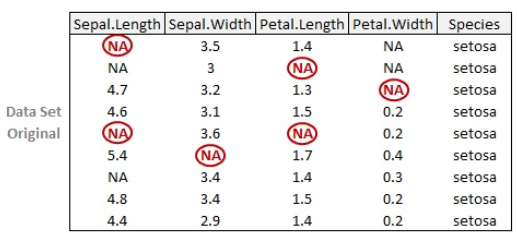 Sepal.Length Sepal.Width Petal.Length Petal.Width Species
NA 3.5 1.4 NA setosa
NA 3 NA NA setosa
4.7 3.2 1.3 NA setosa
Data Set 4.6 3.1 1.5 0.2 setosa
Original NA 3.6 NA 0.2 setosa
5.4 NA 1.7 0.4 setosa
NA 3.4 1.4 0.3 setosa
4.8 3.4 1.5 0.2 setosa
4.4 2.9 1.4 0.2 setosa